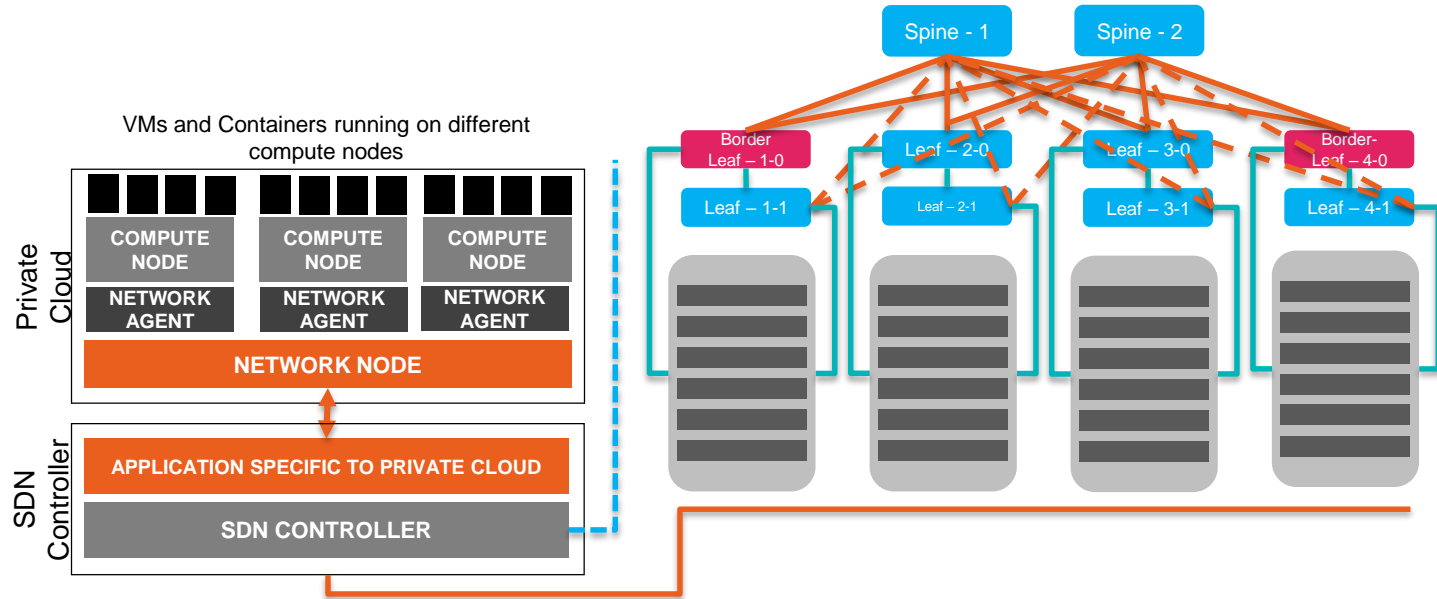 Spine - 1
Spine - 2
VMs and Containers running on different
compute nodes
Border
Leaf – 1-0
Leaf – 2-0
Leaf – 3-0
Border-
Leaf – 4-0
Leaf – 1-1
Leaf – 2-1
Leaf – 3-1
Leaf – 4-1
Private
Cloud
COMPUTE
NODE
COMPUTE
NODE
COMPUTE
NODE
NETWORK
AGENT
NETWORK
AGENT
NETWORK
AGENT
NETWORK NODE
SDN
Controller
APPLICATION SPECIFIC TO PRIVATE CLOUD
SDN CONTROLLER